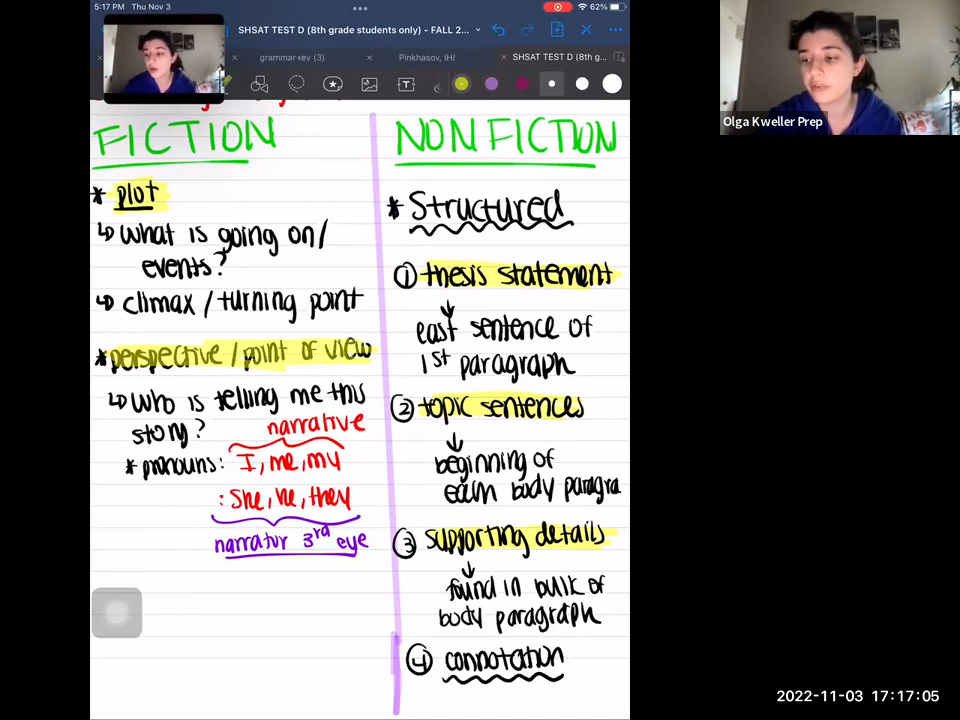 5:17 PM Thu Nov 3
62%
SHSAT TEST D (8th grade students only) - FALL 2...
grammar rev (3)
Pinkhasov, IHI
SHSAT TEST D (8th g...
Olga Kweller Prep
FICTION
* plot
↳ what is going on/
events?
↳ climax / turning point
* perspective / point of view
↳ who is telling me this
story?
narrative
* pronouns: I, me, my
: she, he, they
narrator 3rd eye
NONFICTION
* Structured
① thesis statement
↓
last sentence of
1st paragraph
② topic sentences
↓
beginning of
each body paragra
③ supporting details
↓
found in bulk of
body paragraph
④ connotation
2022-11-03 17:17:05